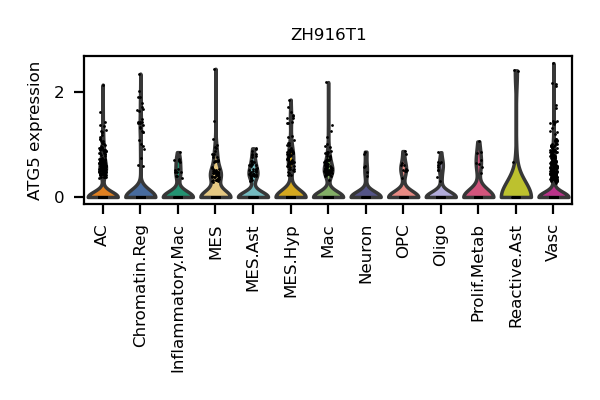 ZH916T1
ATG5 expression
2
0
AC
Chromatin.Reg
Inflammatory.Mac
MES
MES.Ast
MES.Hyp
Mac
Neuron
OPC
Oligo
Prolif.Metab
Reactive.Ast
Vasc